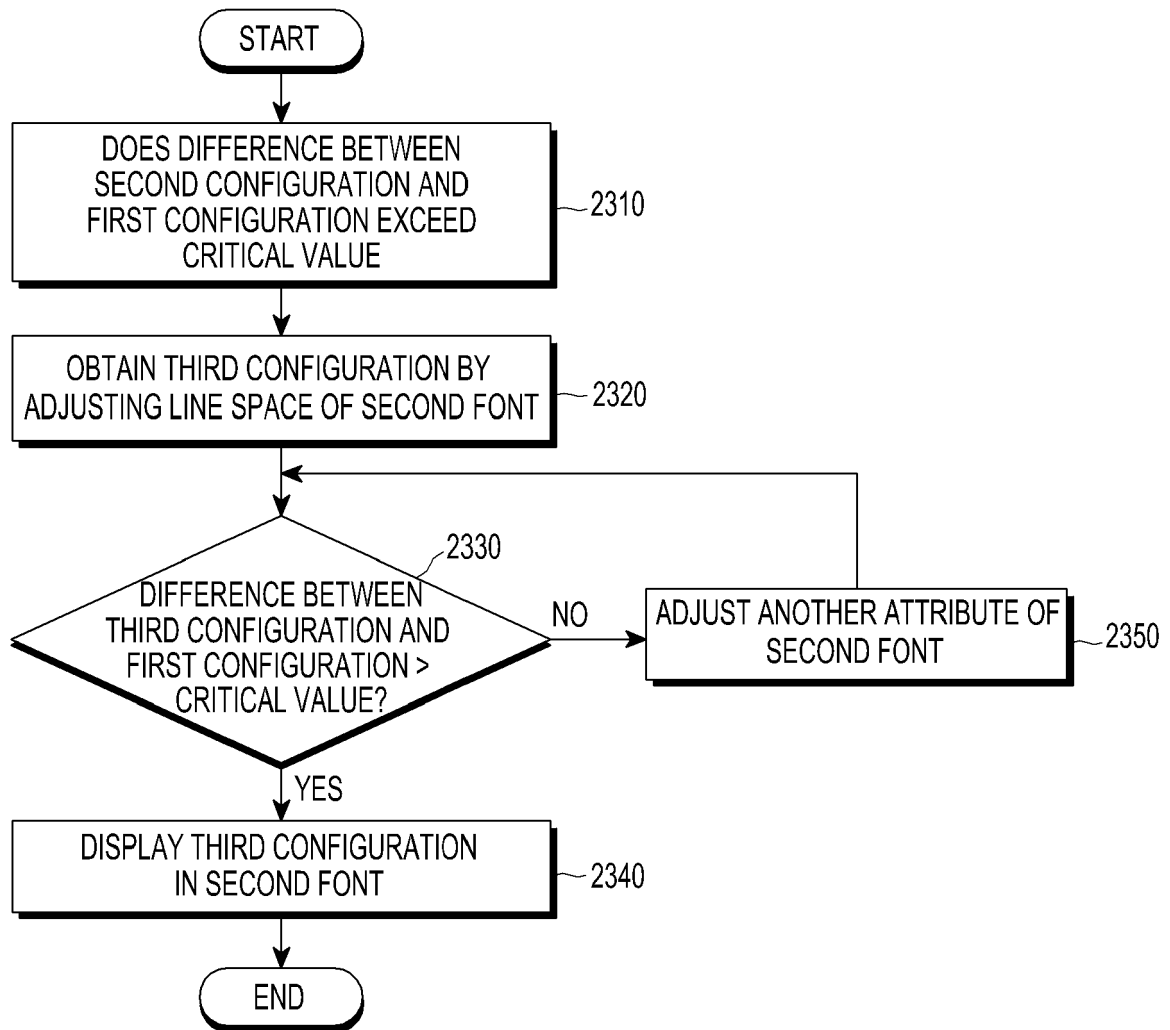 START
DOES DIFFERENCE BETWEEN
SECOND CONFIGURATION AND
FIRST CONFIGURATION EXCEED
CRITICAL VALUE
2310
OBTAIN THIRD CONFIGURATION BY
ADJUSTING LINE SPACE OF SECOND FONT
2320
2330
DIFFERENCE BETWEEN
THIRD CONFIGURATION AND
FIRST CONFIGURATION >
CRITICAL VALUE?
NO
ADJUST ANOTHER ATTRIBUTE OF
SECOND FONT
2350
YES
DISPLAY THIRD CONFIGURATION
IN SECOND FONT
2340
END